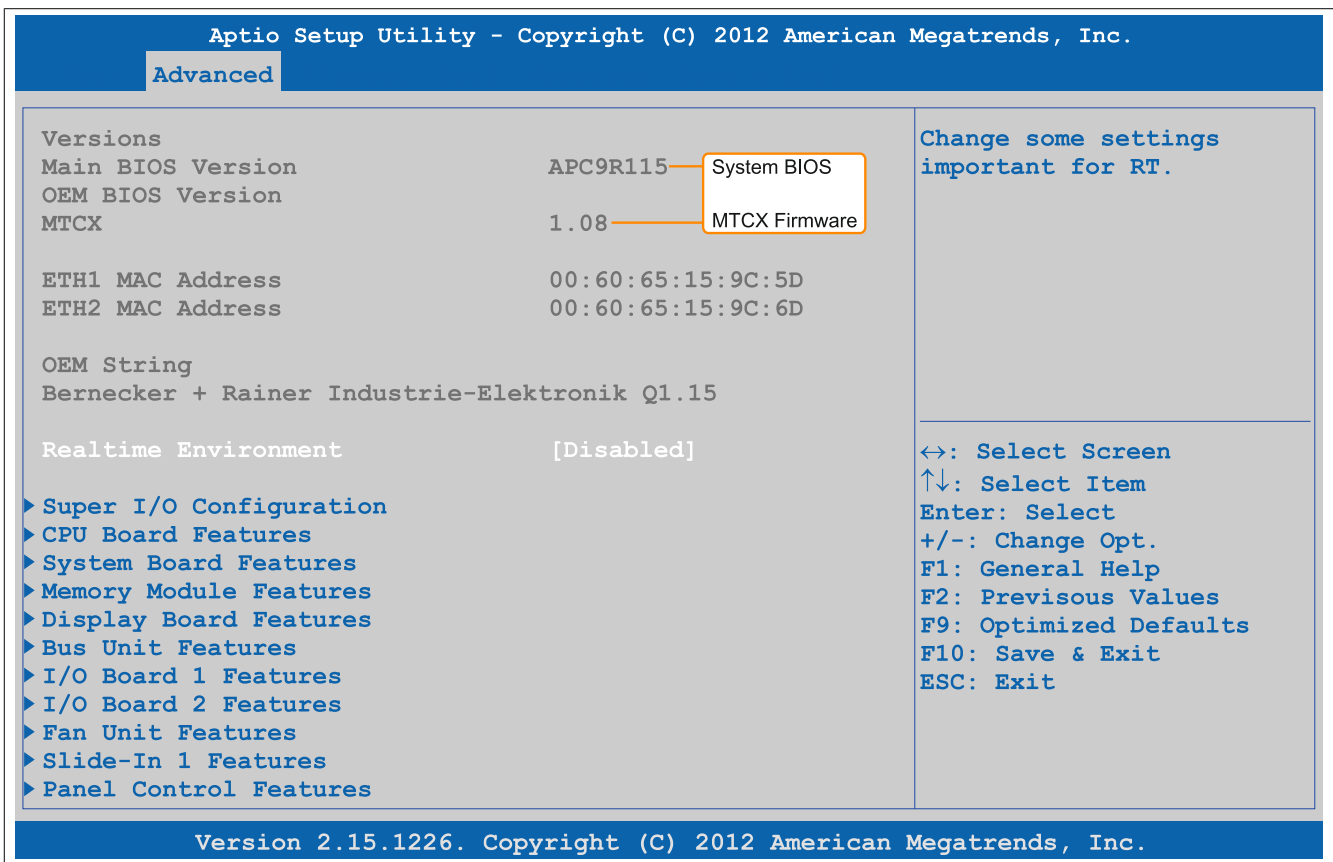 Aptio Setup Utility - Copyright (C) 2012 American Megatrends, Inc.
Advanced
Versions
Main BIOS Version APC9R115 System BIOS
OEM BIOS Version
MTCX 1.08 MTCX Firmware
ETH1 MAC Address 00:60:65:15:9C:5D
ETH2 MAC Address 00:60:65:15:9C:6D
OEM String
Bernecker + Rainer Industrie-Elektronik Q1.15
Realtime Environment [Disabled]
Super I/O Configuration
CPU Board Features
System Board Features
Memory Module Features
Display Board Features
Bus Unit Features
I/O Board 1 Features
I/O Board 2 Features
Fan Unit Features
Slide-In 1 Features
Panel Control Features
Change some settings
important for RT.
↔: Select Screen
↑↓: Select Item
Enter: Select
+/-: Change Opt.
F1: General Help
F2: Previsous Values
F9: Optimized Defaults
F10: Save & Exit
ESC: Exit
Version 2.15.1226. Copyright (C) 2012 American Megatrends, Inc.